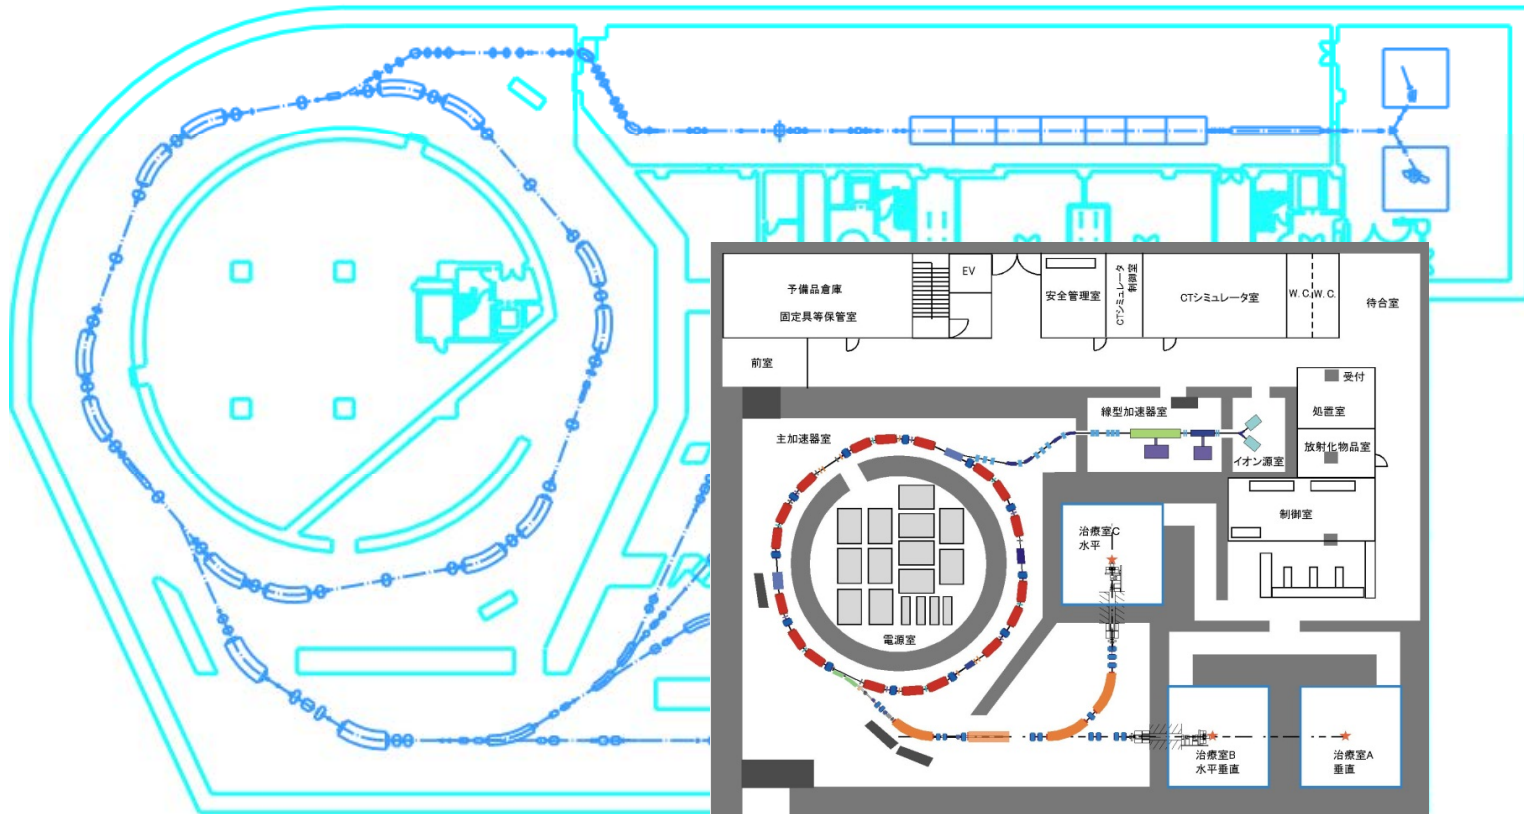 予備品倉庫
固定具等保管室
EV
安全管理室
CTシミュレータ
制御室
CTシミュレータ室
W.C.
W.C.
待合室
前室
受付
処置室
線型加速器室
主加速器室
イオン源室
放射化物品室
制御室
治療室C
水平
電源室
治療室B
水平垂直
治療室A
垂直